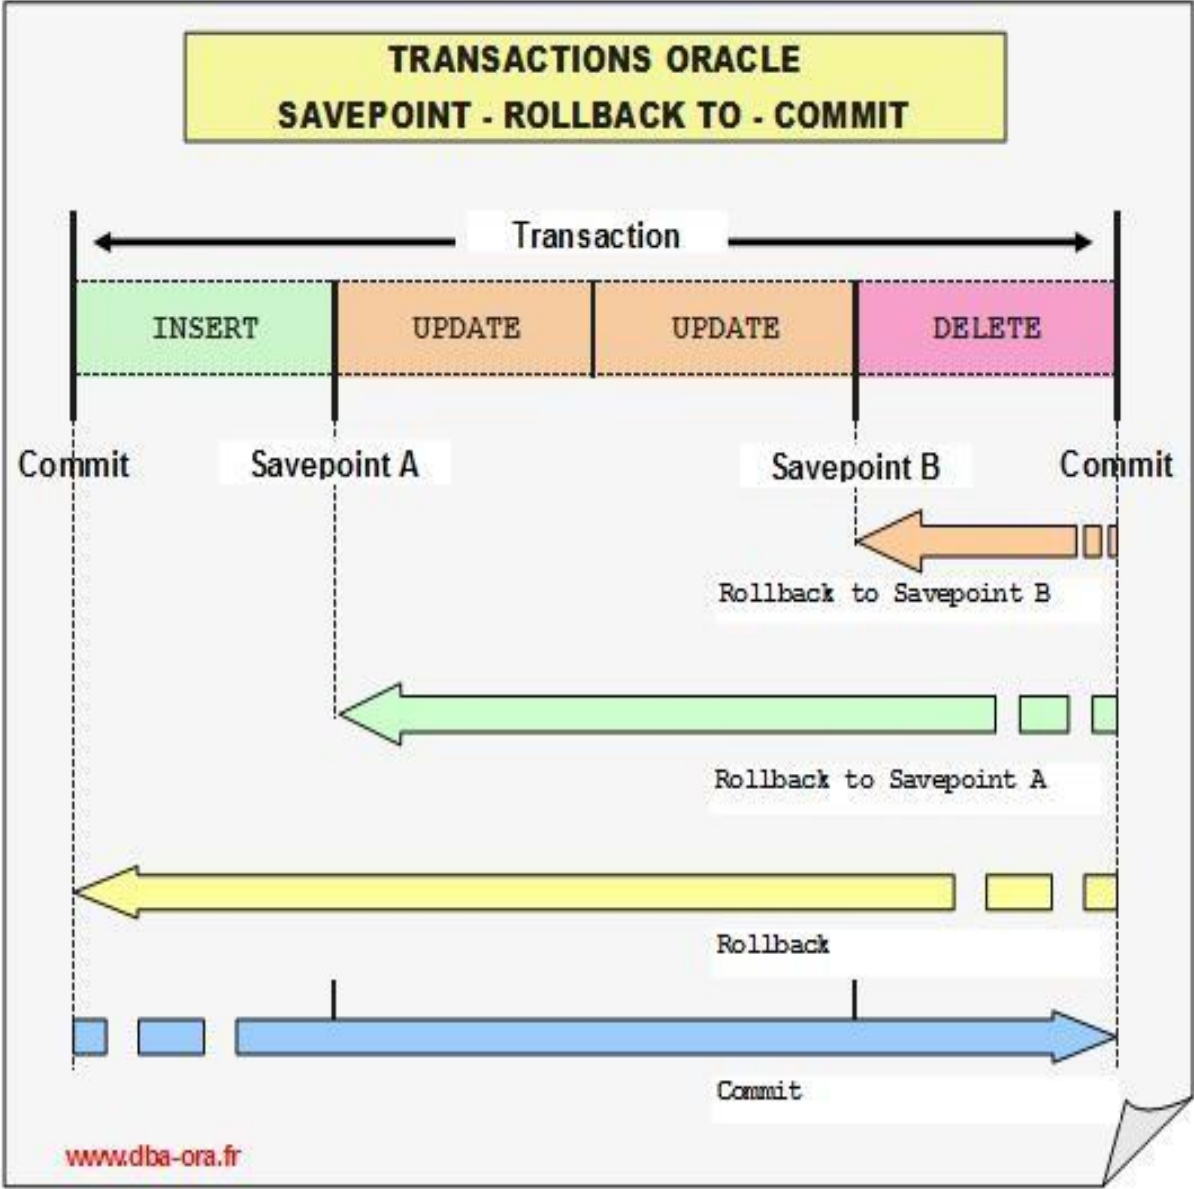 TRANSACTIONS ORACLE
SAVEPOINT - ROLLBACK TO - COMMIT
Transaction
INSERT UPDATE UPDATE DELETE
Commit Savepoint A Savepoint B Commit
Rollback to Savepoint B
Rollback to Savepoint A
Rollback
Commit
www.dba-ora.fr